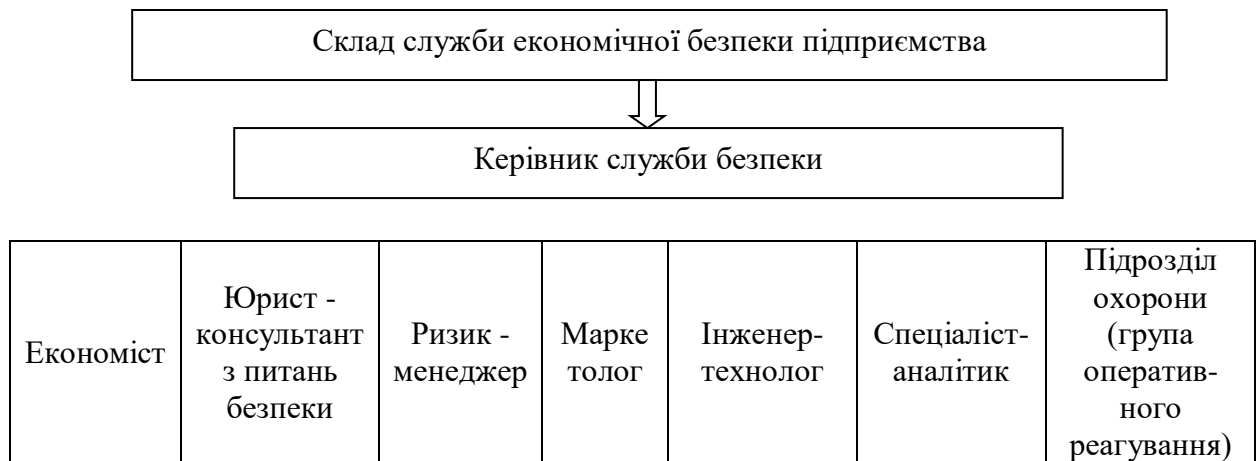 Склад служби економічної безпеки підприємства
Керівник служби безпеки
Економіст
Юрист -
консультант
з питань
безпеки
Ризик -
менеджер
Марке
толог
Інженер-
технолог
Спеціаліст-
аналітик
Підрозділ
охорони
(група
оператив-
ного
реагування)